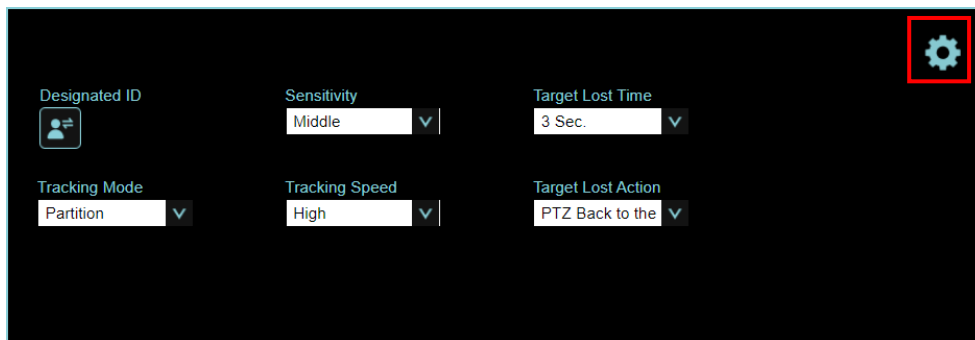 Designated ID
Sensitivity
Middle
Target Lost Time
3 Sec.
Tracking Mode
Partition
Tracking Speed
High
Target Lost Action
PTZ Back to the